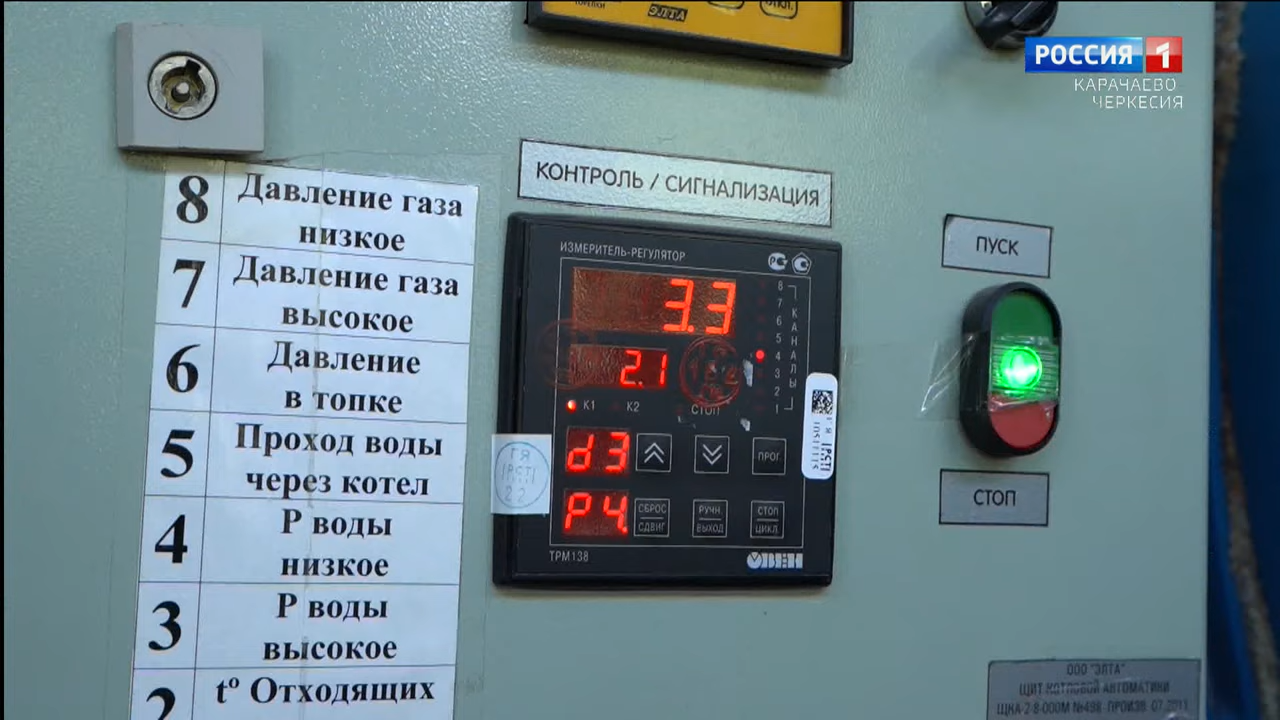 ЭЛТА
РОССИЯ 1
КАРАЧАЕВО
ЧЕРКЕСИЯ
8 Давление газа
низкое
7 Давление газа
высокое
6 Давление
в топке
5 Проход воды
через котел
4 Р воды
низкое
3 Р воды
высокое
2 tº Отходящих
КОНТРОЛЬ / СИГНАЛИЗАЦИЯ
ИЗМЕРИТЕЛЬ-РЕГУЛЯТОР
3.3
2.1
8
7
6
5
4
3
2
1
КАНАЛЫ
К1 К2 СТОП
d3
ПРОГ.
P4.
СБРОС
СДВИГ
РУЧН
ВЫХОД
СТОП
ЦИКЛ.
ТРМ138
ОВЕН
ПУСК
СТОП
ООО "ЭЛТА"
ЩИТ КОТЛОВОЙ АВТОМАТИКИ